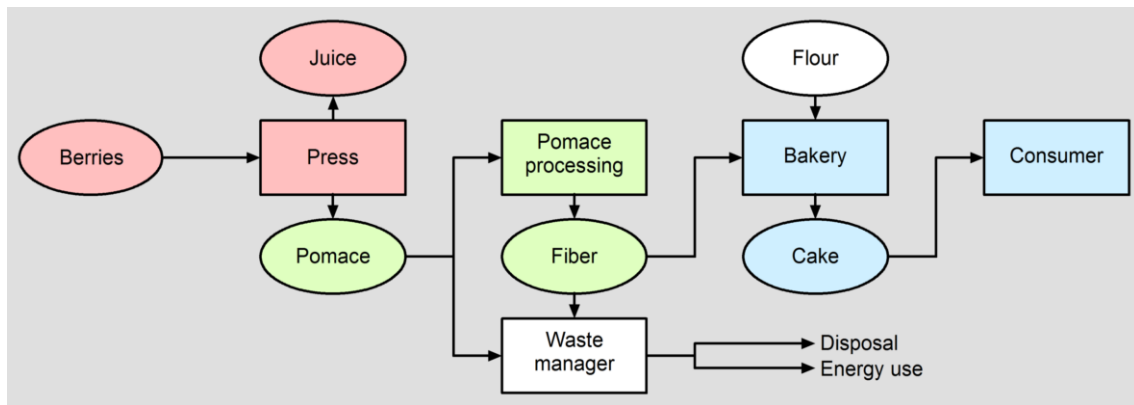 Juice
Flour
Berries
Press
Pomace
processing
Bakery
Consumer
Pomace
Fiber
Cake
Waste
manager
Disposal
Energy use